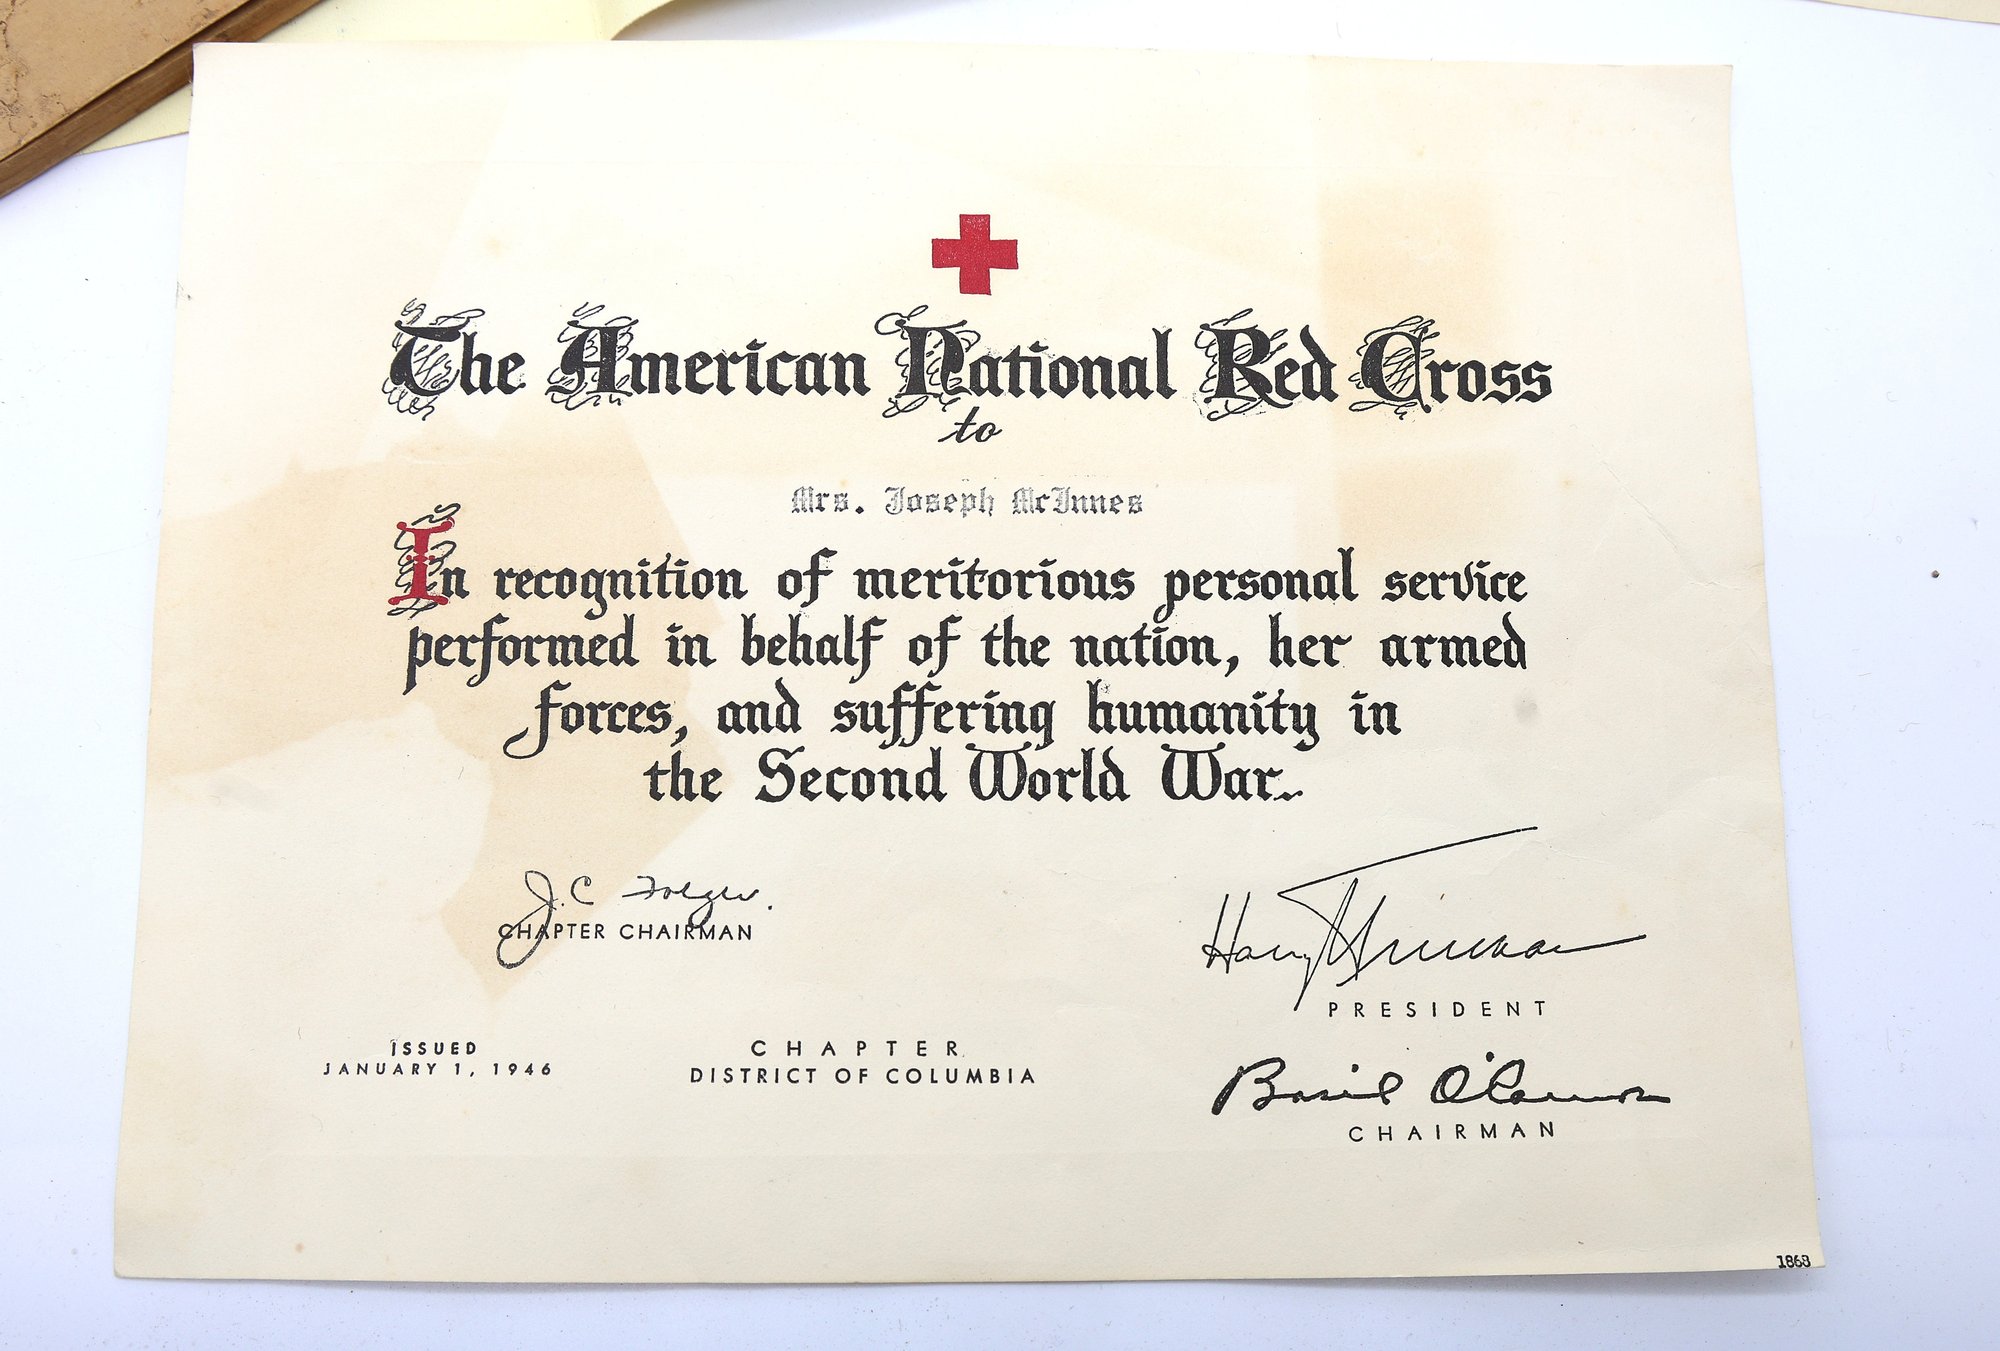 The American National Red Cross
to
Mrs. Joseph McInnes
In recognition of meritorious personal service
performed in behalf of the nation, her armed
forces, and suffering humanity in
the Second World War.
J. C. Folger.
CHAPTER CHAIRMAN
Harry Truman
PRESIDENT
ISSUED
JANUARY 1, 1946
CHAPTER
DISTRICT OF COLUMBIA
Basil O'Connor
CHAIRMAN
1868